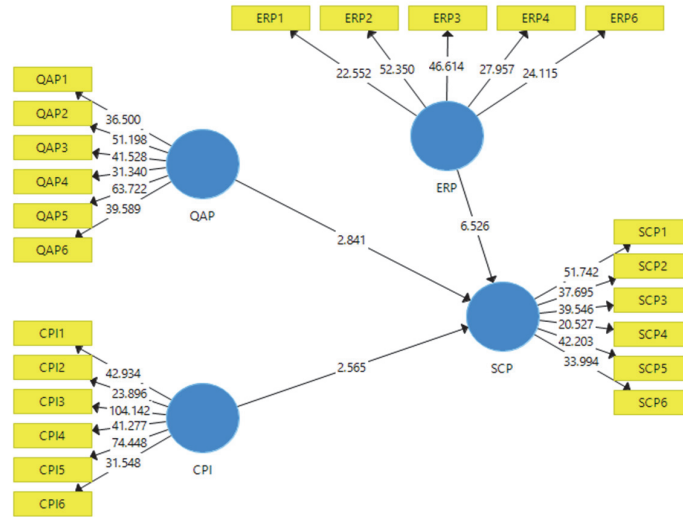 ERP1 ERP2 ERP3 ERP4 ERP6
22.552 52.350 46.614 27.957 24.115
ERP
QAP1
QAP2
QAP3
QAP4
QAP5
QAP6
36.500
51.198
41.528
31.340
63.722
39.589
QAP
2.841
6.526
CPI1
CPI2
CPI3
CPI4
CPI5
CPI6
42.934
23.896
104.142
41.277
74.448
31.548
CPI
2.565
SCP
51.742
37.695
39.546
20.527
42.203
33.994
SCP1
SCP2
SCP3
SCP4
SCP5
SCP6